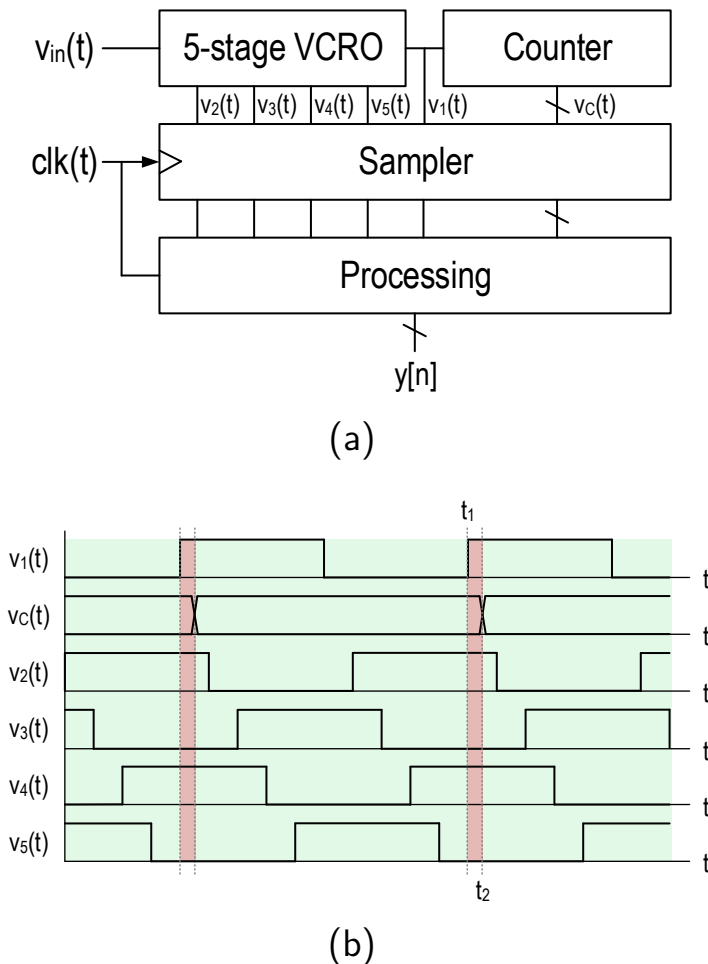 vin(t) 5-stage VCRO Counter
v2(t) v3(t) v4(t) v5(t) v1(t) vC(t)
clk(t) Sampler
Processing
y[n]
(a)
t1
v1(t) t
vC(t) t
v2(t) t
v3(t) t
v4(t) t
v5(t) t
t2
(b)